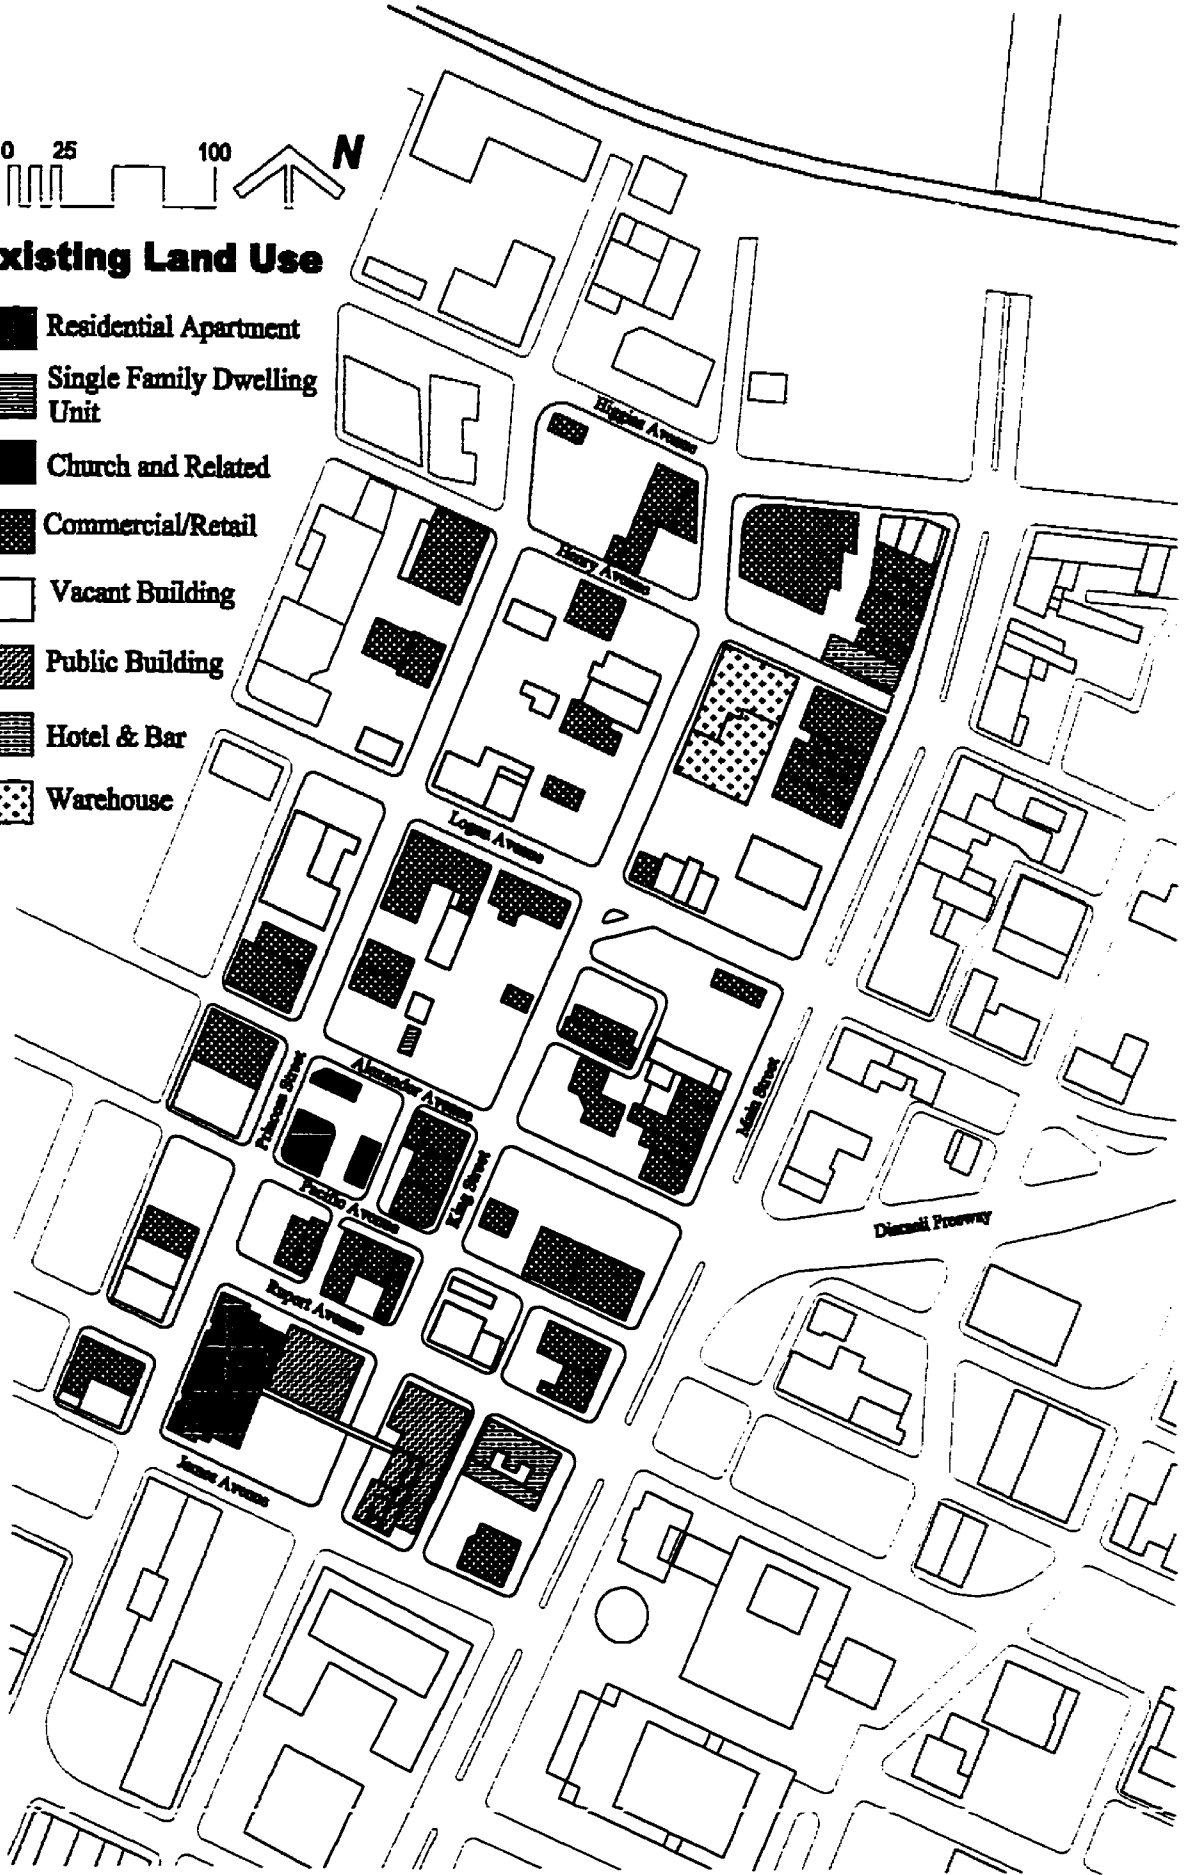 0 25 100
N
xisting Land Use
Residential Apartment
Single Family Dwelling
Unit
Church and Related
Commercial/Retail
Vacant Building
Public Building
Hotel & Bar
Warehouse
Higgins Avenue
Henry Avenue
Logan Avenue
Alexander Avenue
Princess Street
Main Street
King Street
Pacific Avenue
Disraeli Freeway
Rupert Avenue
James Avenue